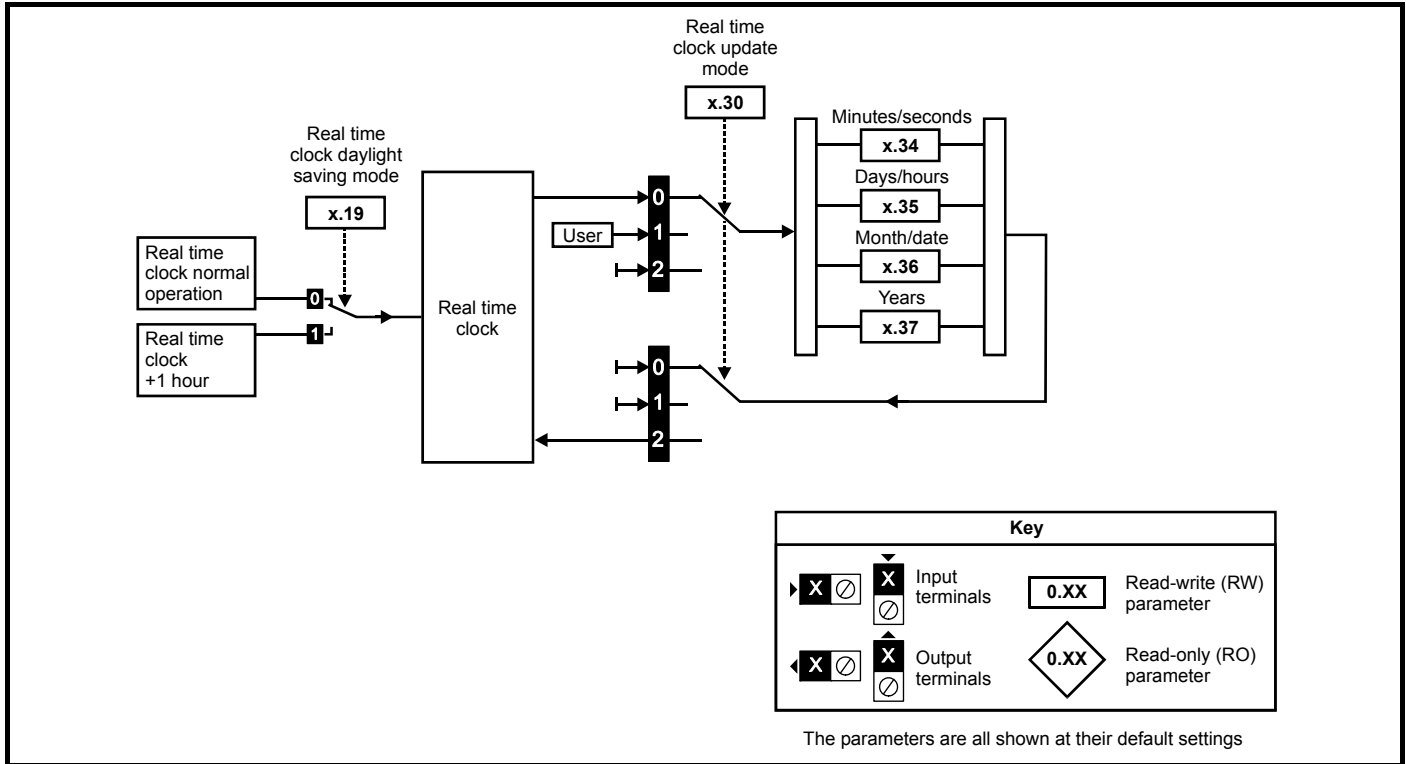 Real time
clock update
mode
x.30
Real time
clock daylight
saving mode
x.19
Real time
clock normal
operation
0
Real time
clock
+1 hour
1
Real time
clock
0
User
1
2
0
1
2
Minutes/seconds
x.34
Days/hours
x.35
Month/date
x.36
Years
x.37
Key
X
X
Input
terminals
0.XX
Read-write (RW)
parameter
X
X
Output
terminals
0.XX
Read-only (RO)
parameter
The parameters are all shown at their default settings